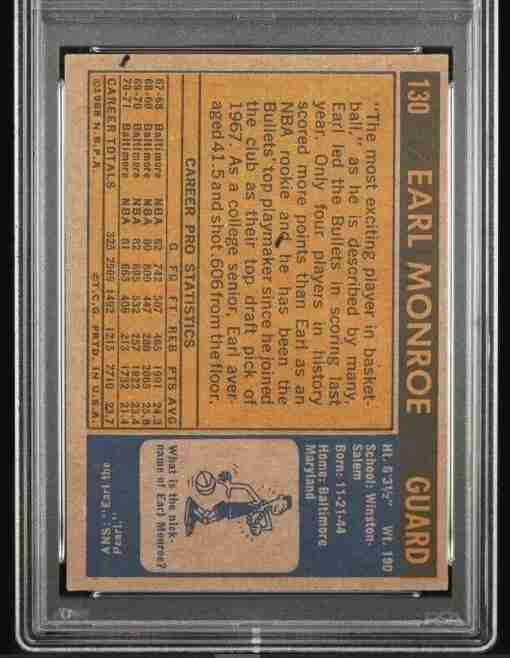 130 EARL MONROE GUARD
"The most exciting player in basket-
ball," as he is described by many,
Earl led the Bullets in scoring last
year. Only four players in history
scored more points than Earl as an
NBA rookie and he has been the
Bullets' top playmaker since he joined
the club as their top draft pick of
1967. As a college senior, Earl aver-
aged 41.5 and shot .606 from the floor.
Ht. 6'3½" Wt. 190
School: Winston-
Salem
Born: 11-21-44
Home: Baltimore
Maryland
CAREER PRO STATISTICS
G FG FT REB PTS AVG
67-68 Baltimore NBA 82 742 507 465 1991 24.3
68-69 Baltimore NBA 80 809 447 280 2065 25.8
69-70 Baltimore NBA 82 695 532 257 1922 23.4
70-71 Baltimore NBA 81 663 406 213 1732 21.4
CAREER TOTALS 325 2909 1892 1215 7710 23.7
©1968 N.B.P.A. ©T.C.G. PRTD. IN U.S.A.
What is the nick-
name of Earl Monroe?
ANS: "Earl the
Pearl."
PSA